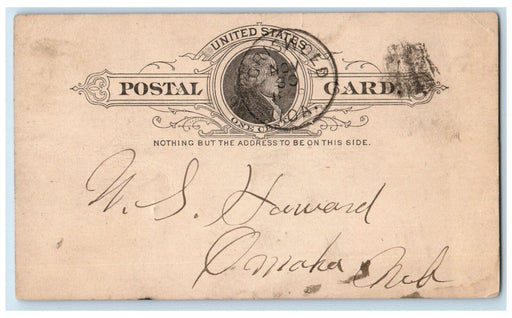 UNITED STATES
POSTAL CARD.
ONE CENT
NOTHING BUT THE ADDRESS TO BE ON THIS SIDE.
W. S. Howard
Omaha Neb